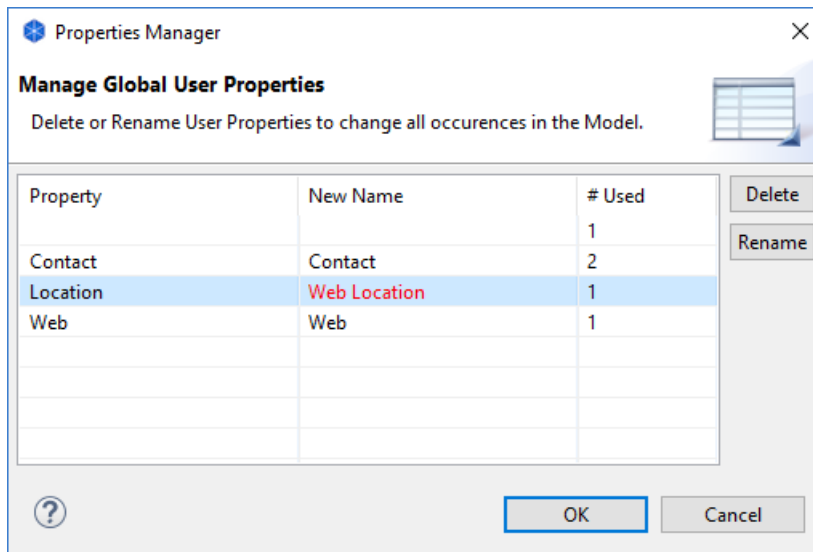 Properties Manager
Manage Global User Properties
Delete or Rename User Properties to change all occurences in the Model.
Property New Name # Used Delete
1
Rename
Contact Contact 2
Location Web Location 1
Web Web 1
? OK Cancel